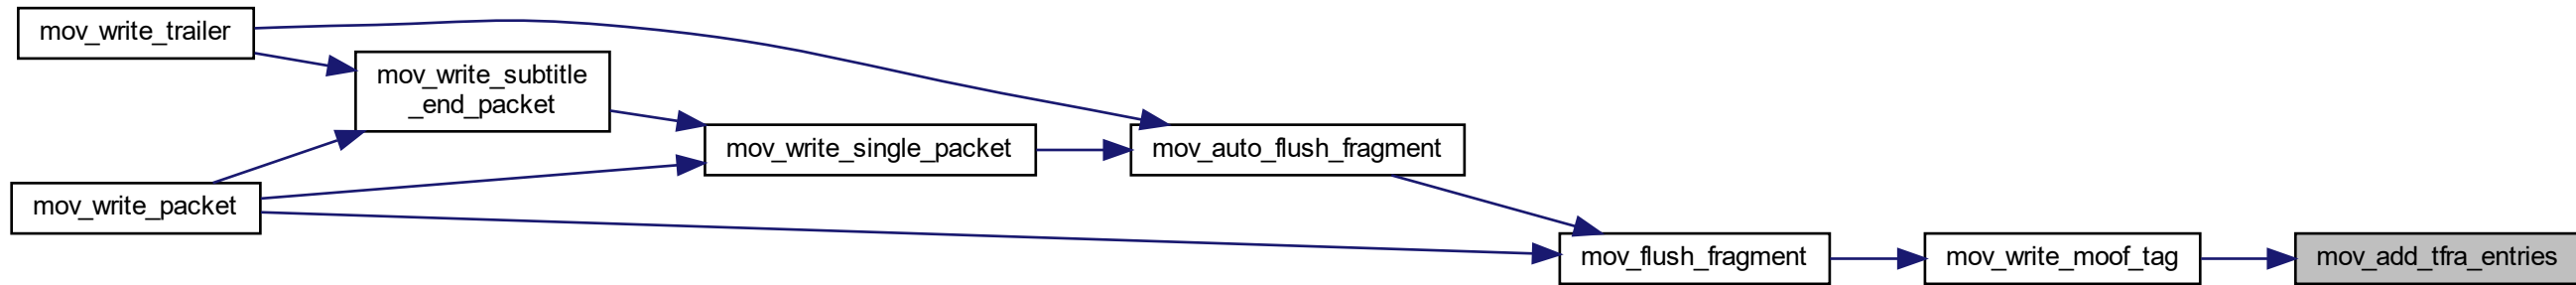 mov_write_trailer
mov_write_subtitle
_end_packet
mov_write_single_packet
mov_auto_flush_fragment
mov_write_packet
mov_flush_fragment
mov_write_moof_tag
mov_add_tfra_entries